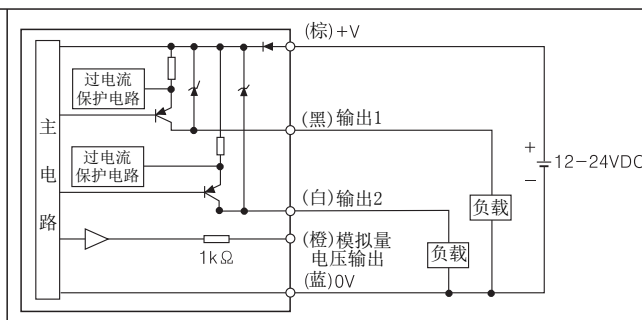 (棕)+V
过电流
保护电路
主电路
(黑)输出1
+
12-24VDC
-
过电流
保护电路
(白)输出2
负载
(橙)模拟量
电压输出
1kΩ
负载
(蓝)0V